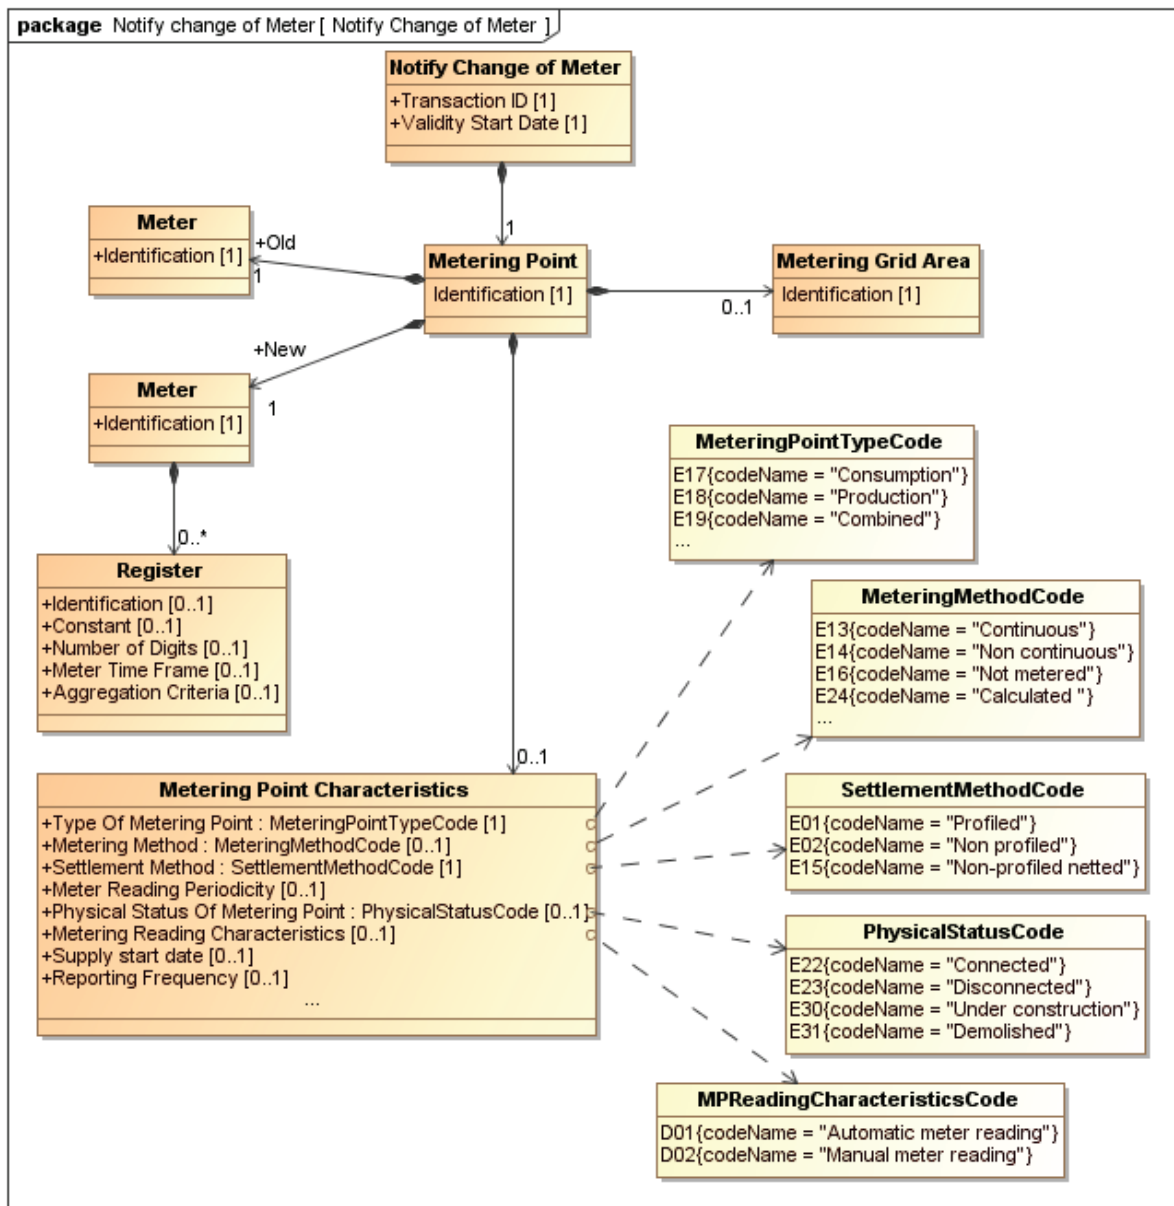 package Notify change of Meter [ Notify Change of Meter ]
Notify Change of Meter
+Transaction ID [1]
+Validity Start Date [1]
1
Meter
+Identification [1]
+Old
1
Metering Point
Identification [1]
0..1
Metering Grid Area
Identification [1]
+New
1
Meter
+Identification [1]
0..*
Register
+Identification [0..1]
+Constant [0..1]
+Number of Digits [0..1]
+Meter Time Frame [0..1]
+Aggregation Criteria [0..1]
MeteringPointTypeCode
E17{codeName = "Consumption"}
E18{codeName = "Production"}
E19{codeName = "Combined"}
...
MeteringMethodCode
E13{codeName = "Continuous"}
E14{codeName = "Non continuous"}
E16{codeName = "Not metered"}
E24{codeName = "Calculated "}
...
0..1
Metering Point Characteristics
+Type Of Metering Point : MeteringPointTypeCode [1]
+Metering Method : MeteringMethodCode [0..1]
+Settlement Method : SettlementMethodCode [1]
+Meter Reading Periodicity [0..1]
+Physical Status Of Metering Point : PhysicalStatusCode [0..1]
+Metering Reading Characteristics [0..1]
+Supply start date [0..1]
+Reporting Frequency [0..1]
...
SettlementMethodCode
E01{codeName = "Profiled"}
E02{codeName = "Non profiled"}
E15{codeName = "Non-profiled netted"}
PhysicalStatusCode
E22{codeName = "Connected"}
E23{codeName = "Disconnected"}
E30{codeName = "Under construction"}
E31{codeName = "Demolished"}
MPReadingCharacteristicsCode
D01{codeName = "Automatic meter reading"}
D02{codeName = "Manual meter reading"}